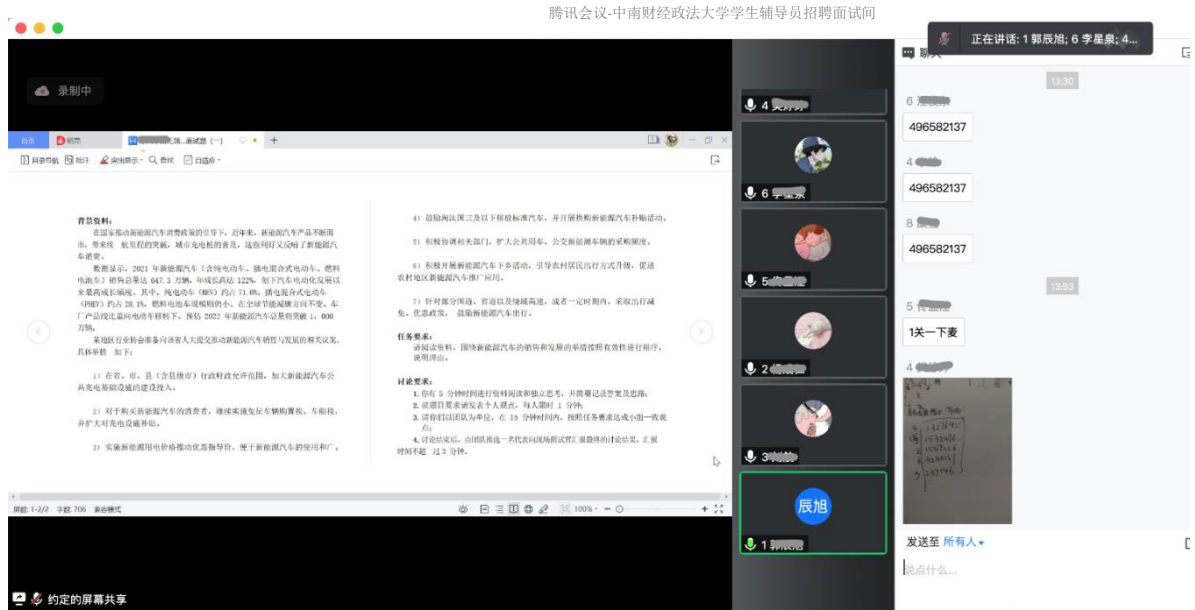 腾讯会议-中南财经政法大学学生辅导员招聘面试间
正在讲话: 1 郭辰旭; 6 李星泉; 4...
录制中
首页
稻壳
面试题 (一)
目录导航 批注 突出显示 查找 自适应
背景资料：
在国家推动新能源汽车消费政策的引导下，近年来，新能源汽车产品不断面
市，带来续 航里程的突破，城市充电桩的普及，这些利好又反哺了新能源汽
车消费。
数据显示，2021 年新能源汽车（含纯电动车、插电混合式电动车、燃料
电池车）销售总量达 647.3 万辆，年成长高达 122%，创下汽车电动化发展以
来最高成长幅度。其中，纯电动车（BEV）约占 71.6%，插电混合式电动车
（PHEV）约占 28.1%，燃料电池车规模则仍小，在全球节能减碳方向不变、车
厂产品线比重向电动车移转下，预估 2022 年新能源汽车总量将突破 1，000
万辆。
某地区行业协会准备向该省人大提交推动新能源汽车销售与发展的相关议案。
具体举措 如下：
1）在省、市、县（含县级市）行政财政允许范围，加大新能源汽车公
共充电基础设施的建设投入。
2）对于购买新能源汽车的消费者，继续实施免征车辆购置税、车船税，
并扩大对充电设施补贴。
3）实施新能源用电价格推动优惠指导价，便于新能源汽车的使用和广。
4）鼓励淘汰国三及以下排放标准汽车，并开展换购新能源汽车补贴活动。
5）积极协调相关部门，扩大公共用车、公交新能源车辆的采购额度。
6）积极开展新能源汽车下乡活动，引导农村居民出行方式升级，促进
农村地区新能源汽车推广应用。
7）针对部分国道、省道以及绕城高速，或者一定时期内，采取出行减
免、优惠政策， 鼓励新能源汽车出行。
任务要求：
请阅读资料，围绕新能源汽车的销售和发展的举措按照有效性进行排序，
说明理由。
讨论要求：
1.你有 5 分钟时间进行资料阅读和独立思考，并简要记录答案及思路；
2.就题目要求请发表个人观点，每人限时 1 分钟；
3.请你们以团队为单位，在 15 分钟时间内，按照任务要求达成小组一致观
点；
4.讨论结束后，由团队推选一名代表向现场面试官汇报最终的讨论结果，汇报
时间不超 过3 分钟。
屏数: 1-2/2 字数: 706 兼容模式
100%
约定的屏幕共享
4
6
5
2
3
辰旭
1
聊天
13:30
6
496582137
4
496582137
8
496582137
13:53
5
1关一下麦
4
发送至 所有人
说点什么...